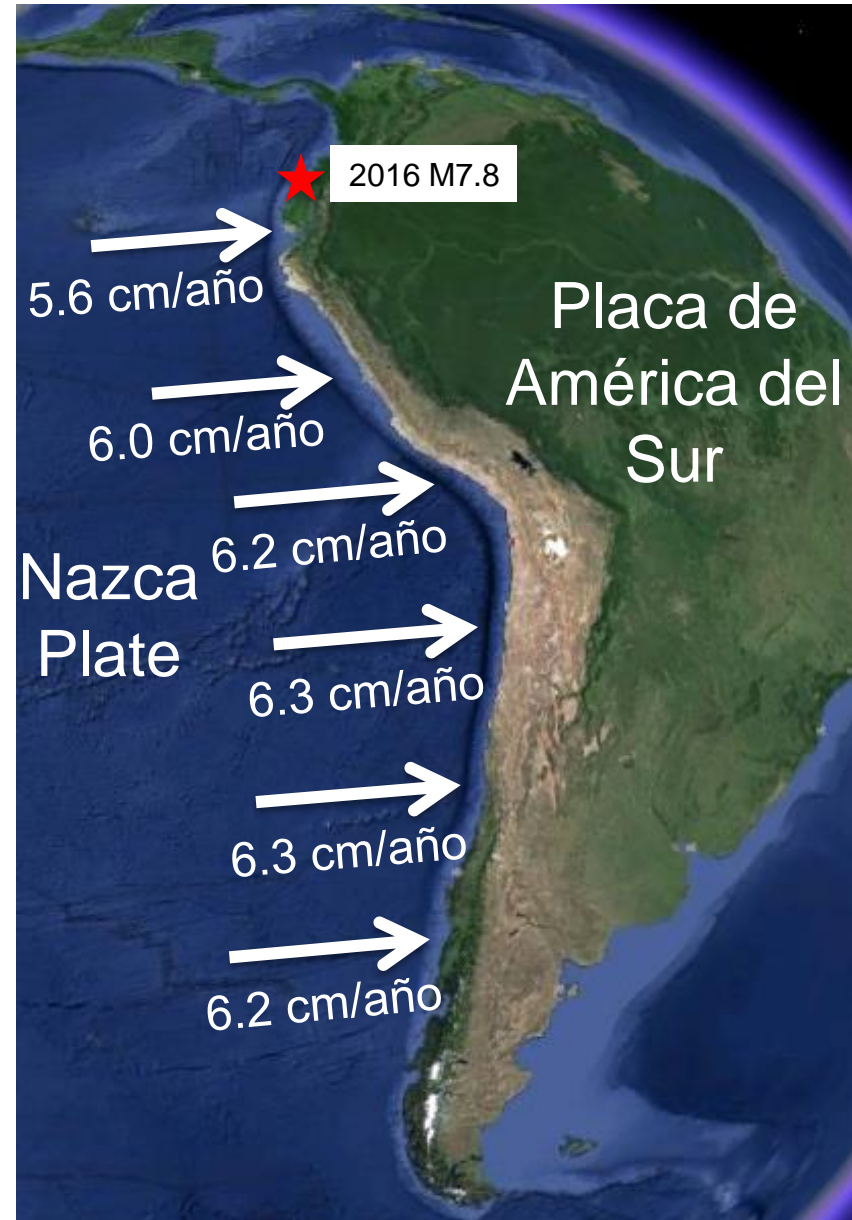 2016 M7.8
5.6 cm/año
Placa de
América del
Sur
6.0 cm/año
6.2 cm/año
Nazca
Plate
6.3 cm/año
6.3 cm/año
6.2 cm/año